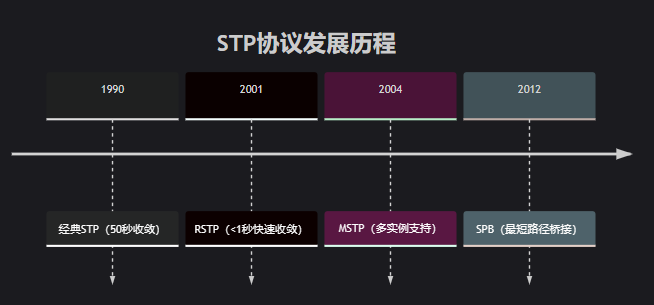 STP协议发展历程
1990
2001
2004
2012
经典STP（50秒收敛）
RSTP（<1秒快速收敛）
MSTP（多实例支持）
SPB（最短路径桥接）